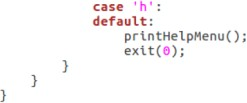 case 'h':
default:
printHelpMenu();
exit(0);
}
}
}